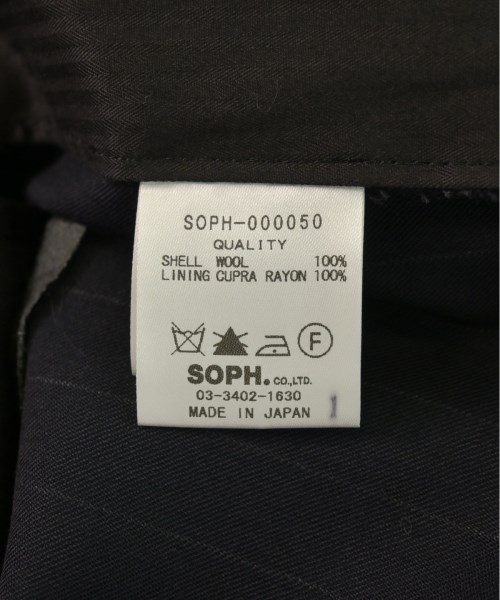 SOPH-000050
QUALITY
SHELL WOOL 100%
LINING CUPRA RAYON 100%
F
SOPH. CO.,LTD.
03-3402-1630
MADE IN JAPAN 1